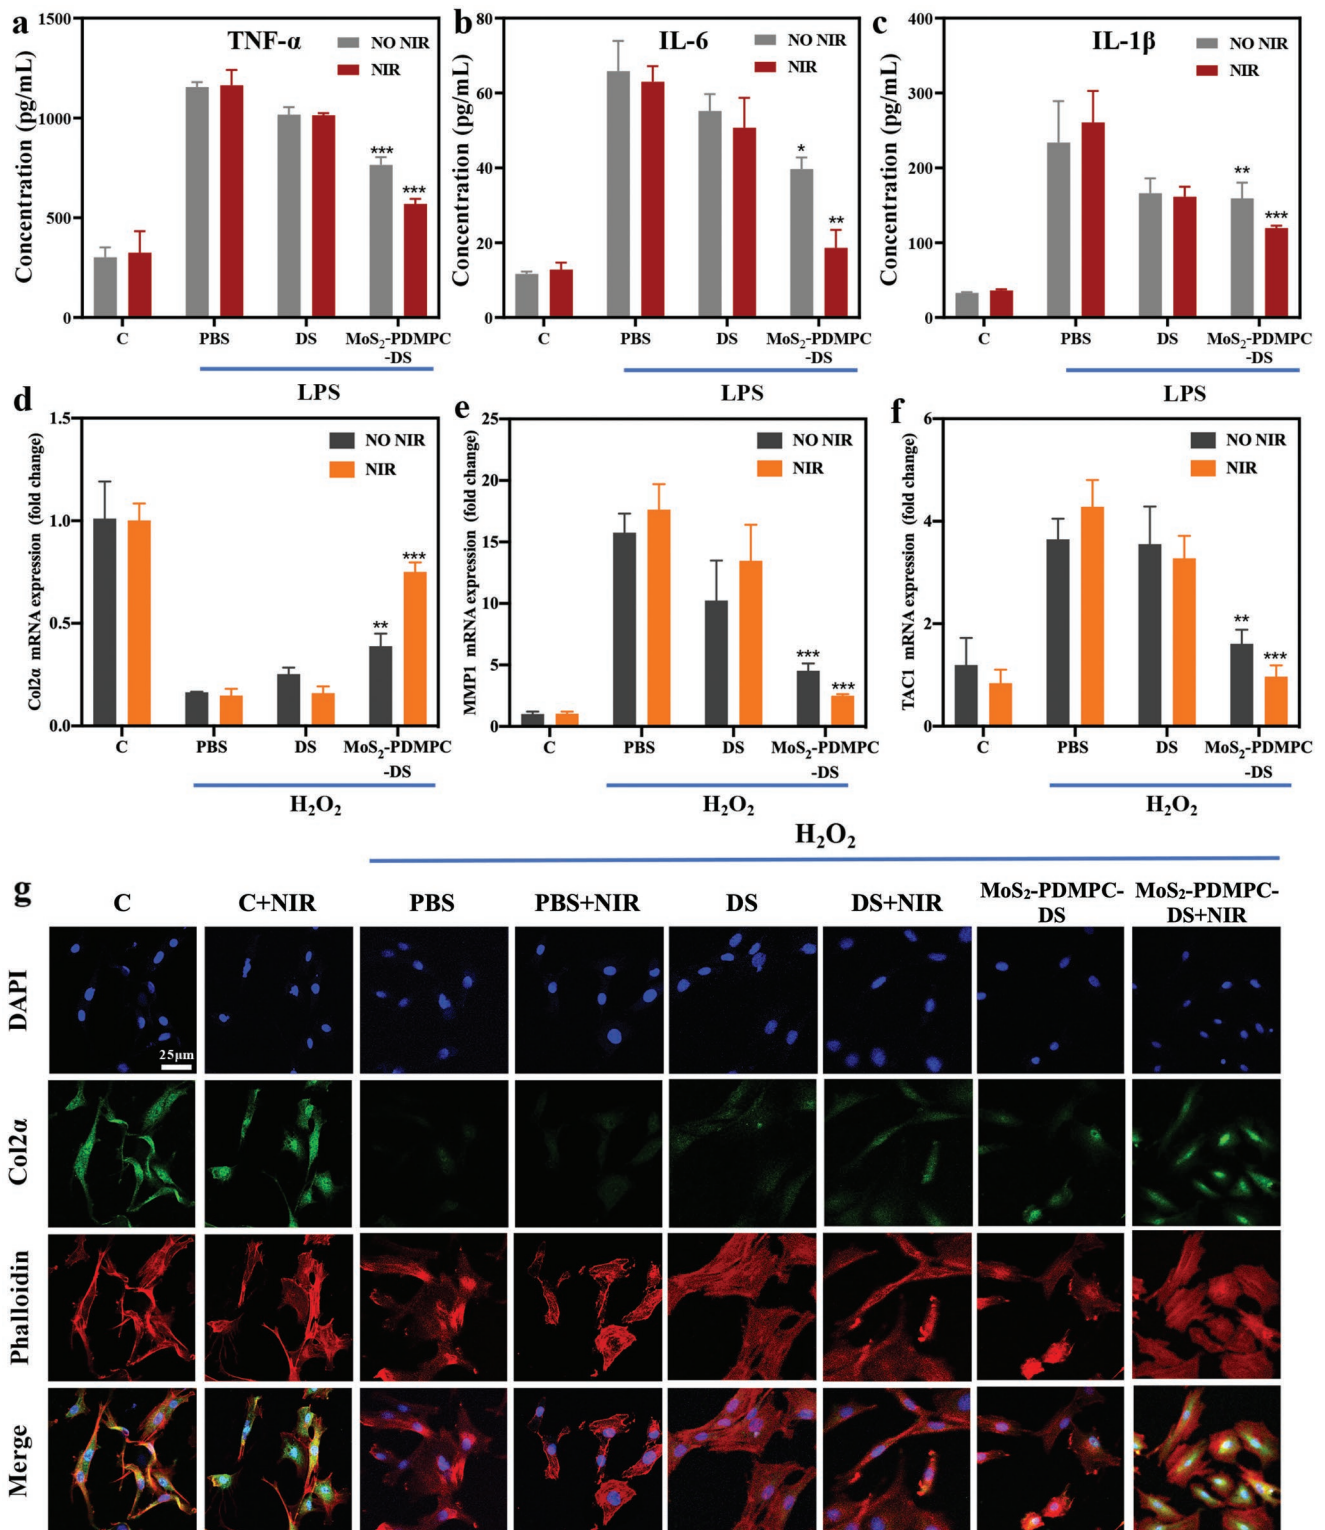 a
TNF-α
NO NIR
NIR
Concentration (pg/mL)
1500
1000
500
0
***
***
C
PBS
DS
MoS₂-PDMPC
-DS
LPS
b
IL-6
NO NIR
NIR
Concentration (pg/mL)
80
60
40
20
0
*
**
C
PBS
DS
MoS₂-PDMPC
-DS
LPS
c
IL-1β
NO NIR
NIR
Concentration (pg/mL)
400
300
200
100
0
**
***
C
PBS
DS
MoS₂-PDMPC
-DS
LPS
d
NO NIR
NIR
Col2α mRNA expression (fold change)
1.5
1.0
0.5
0.0
**
***
C
PBS
DS
MoS₂-PDMPC
-DS
H₂O₂
e
NO NIR
NIR
MMP1 mRNA expression (fold change)
25
20
15
10
5
0
***
***
C
PBS
DS
MoS₂-PDMPC
-DS
H₂O₂
f
NO NIR
NIR
TAC1 mRNA expression (fold change)
6
4
2
0
**
***
C
PBS
DS
MoS₂-PDMPC
-DS
H₂O₂
g
H₂O₂
C
C+NIR
PBS
PBS+NIR
DS
DS+NIR
MoS₂-PDMPC-
DS
MoS₂-PDMPC-
DS+NIR
DAPI
25μm
Col2α
Phalloidin
Merge